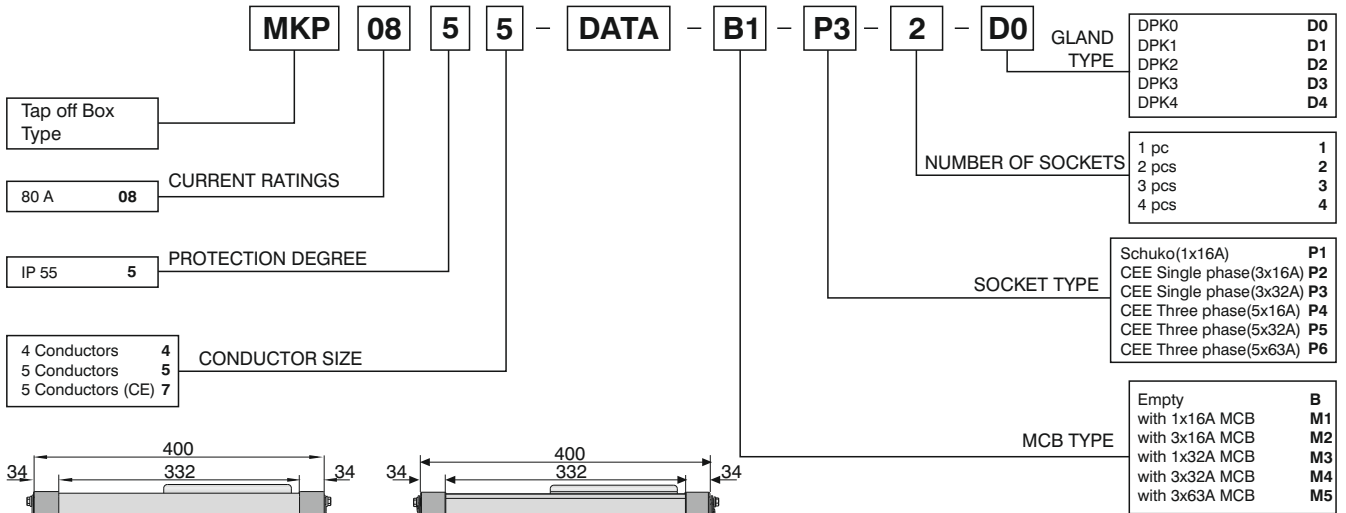 MKP 08 5 5 – DATA – B1 – P3 – 2 – D0
GLAND TYPE
DPK0 D0
DPK1 D1
DPK2 D2
DPK3 D3
DPK4 D4
Tap off Box
Type
NUMBER OF SOCKETS
1 pc 1
2 pcs 2
3 pcs 3
4 pcs 4
CURRENT RATINGS
80 A 08
PROTECTION DEGREE
IP 55 5
SOCKET TYPE
Schuko(1x16A) P1
CEE Single phase(3x16A) P2
CEE Single phase(3x32A) P3
CEE Three phase(5x16A) P4
CEE Three phase(5x32A) P5
CEE Three phase(5x63A) P6
CONDUCTOR SIZE
4 Conductors 4
5 Conductors 5
5 Conductors (CE) 7
MCB TYPE
Empty B
with 1x16A MCB M1
with 3x16A MCB M2
with 1x32A MCB M3
with 3x32A MCB M4
with 3x63A MCB M5
400
34 332 34
400
34 332 34